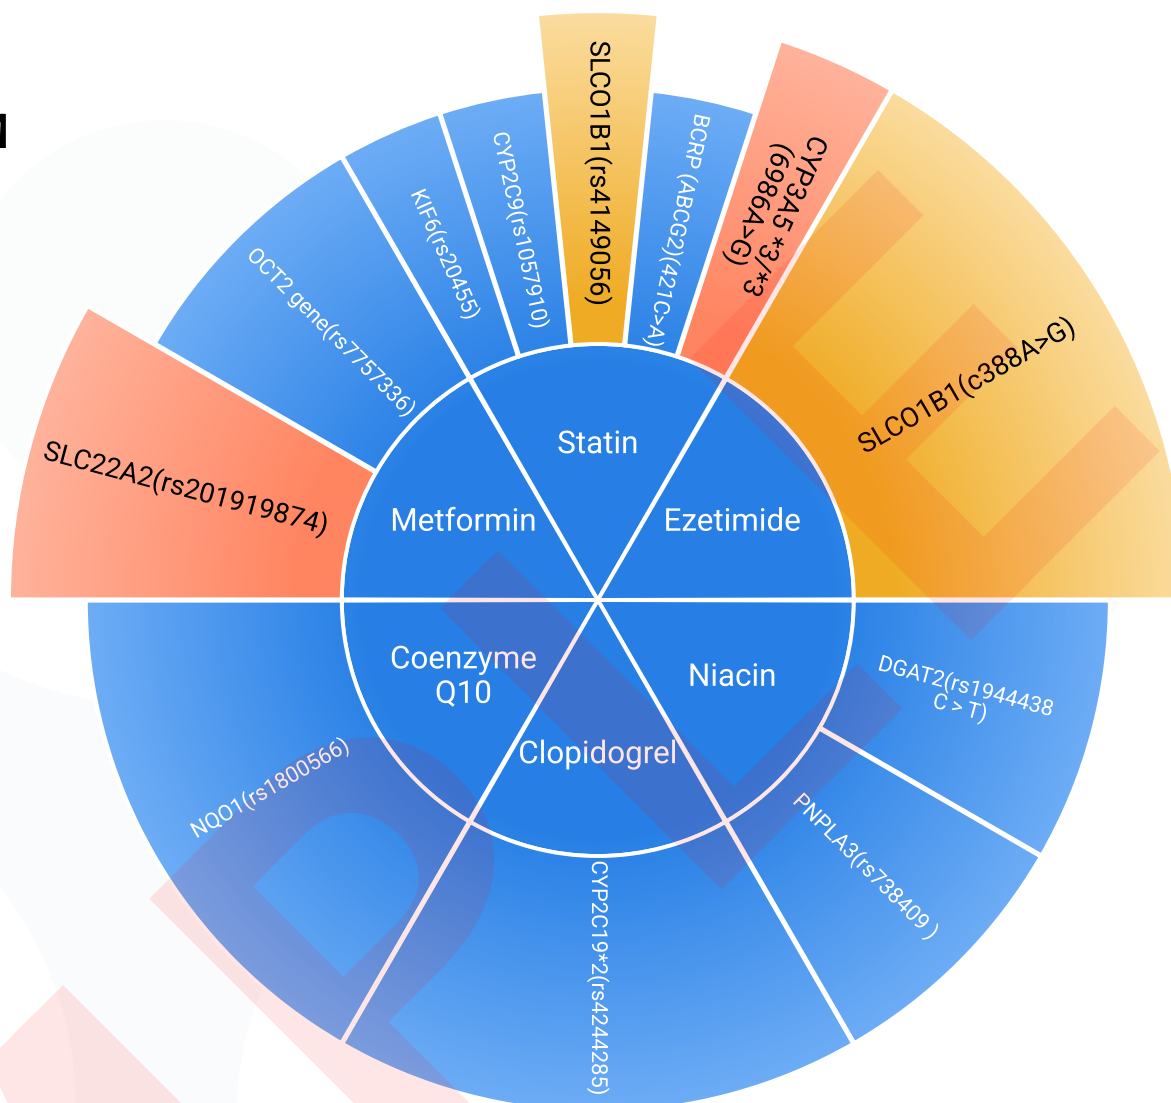 SLCO1B1(rs4149056)
BCRP (ABCG2)(421C>A)
CYP3A5 *3/*3
(6986A>G)
SLCO1B1(c388A>G)
CYP2C9(rs1057910)
KIF6(rs20455)
OCT2 gene(rs7757336)
SLC22A2(rs201919874)
Statin
Metformin
Ezetimide
Coenzyme
Q10
Niacin
Clopidogrel
DGAT2(rs1944438
C > T)
PNPLA3(rs738409 )
NQO1(rs1800566)
CYP2C19*2(rs4244285)